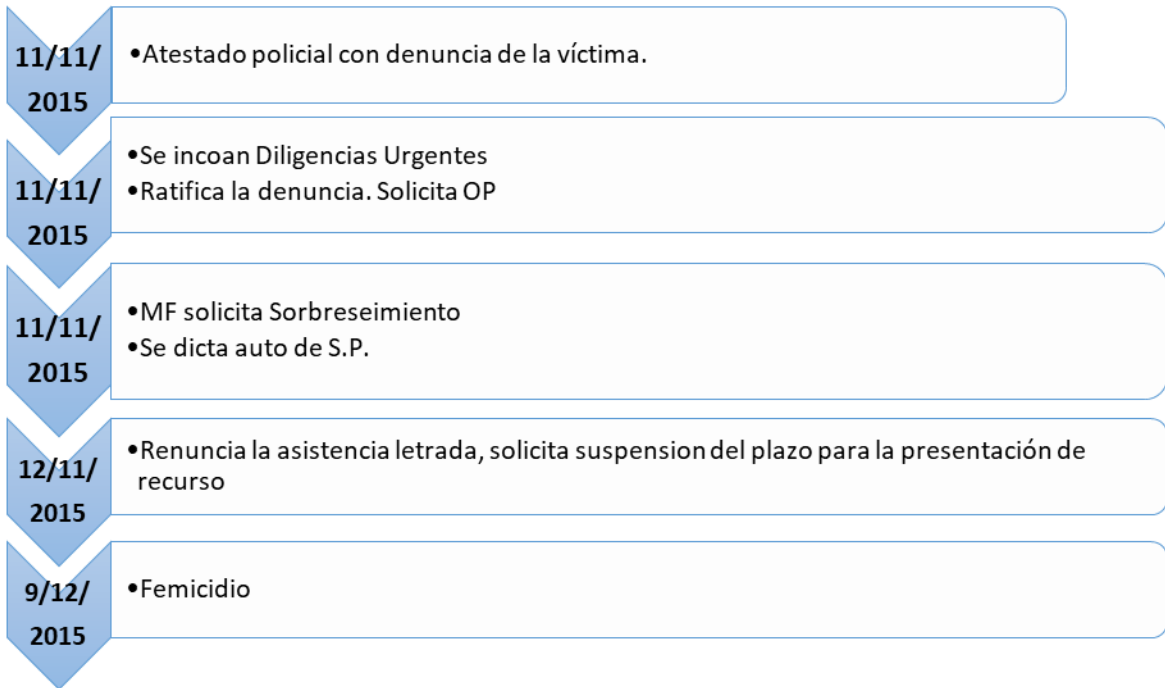 11/11/
2015
•Atestado policial con denuncia de la víctima.
11/11/
2015
•Se incoan Diligencias Urgentes
•Ratifica la denuncia. Solicita OP
11/11/
2015
•MF solicita Sorbreseimiento
•Se dicta auto de S.P.
12/11/
2015
•Renuncia la asistencia letrada, solicita suspension del plazo para la presentación de
recurso
9/12/
2015
•Femicidio